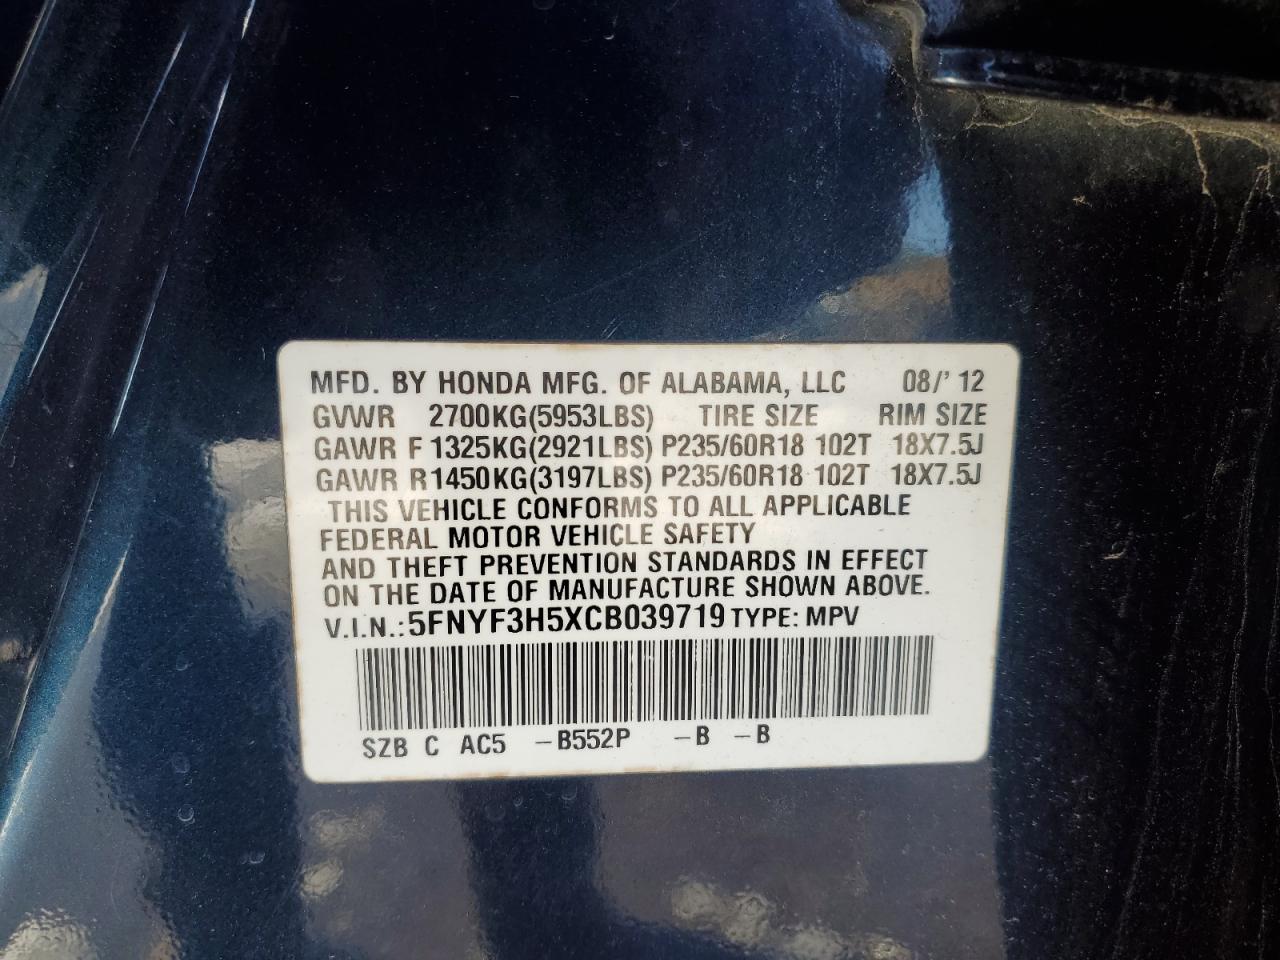 MFD. BY HONDA MFG. OF ALABAMA, LLC 08/' 12
GVWR 2700KG(5953LBS) TIRE SIZE RIM SIZE
GAWR F 1325KG(2921LBS) P235/60R18 102T 18X7.5J
GAWR R1450KG(3197LBS) P235/60R18 102T 18X7.5J
THIS VEHICLE CONFORMS TO ALL APPLICABLE
FEDERAL MOTOR VEHICLE SAFETY
AND THEFT PREVENTION STANDARDS IN EFFECT
ON THE DATE OF MANUFACTURE SHOWN ABOVE.
V.I.N.: 5FNYF3H5XCB039719 TYPE: MPV
SZB C AC5 -B552P -B -B